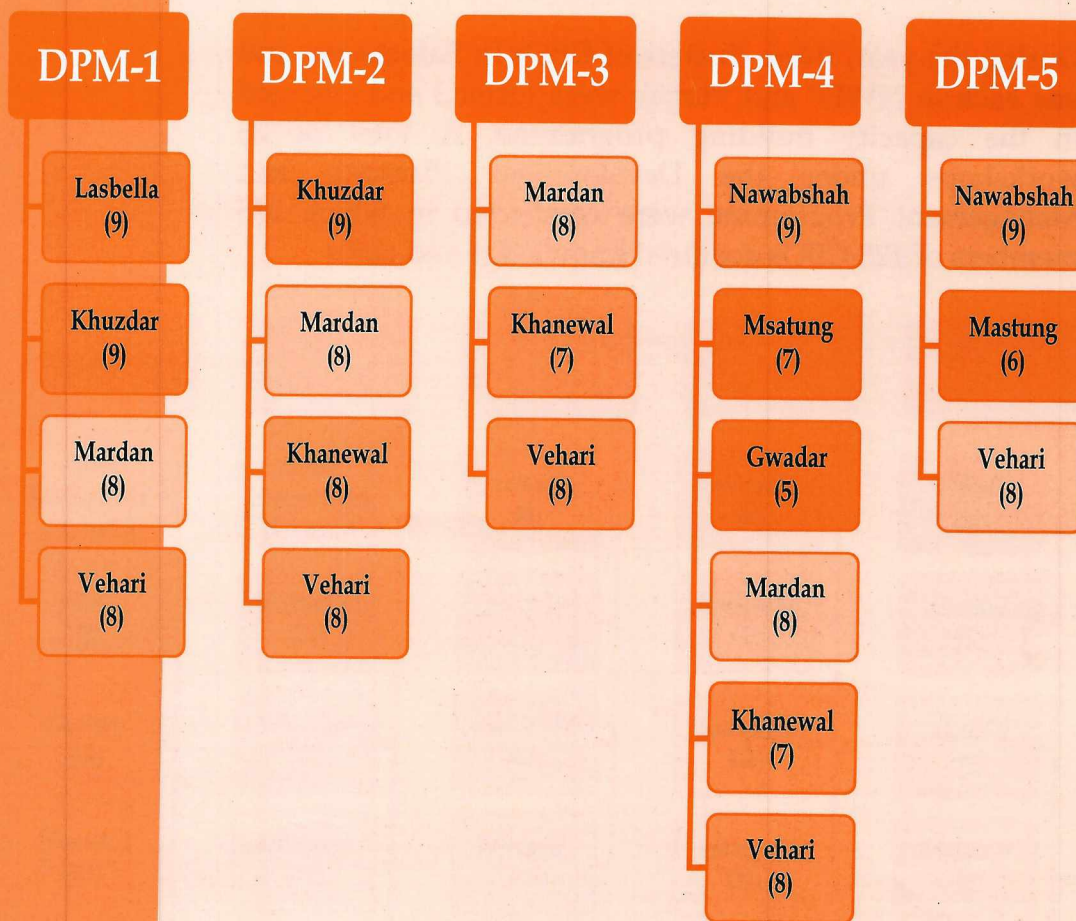 DPM-1
Lasbella
(9)
Khuzdar
(9)
Mardan
(8)
Vehari
(8)
DPM-2
Khuzdar
(9)
Mardan
(8)
Khanewal
(8)
Vehari
(8)
DPM-3
Mardan
(8)
Khanewal
(7)
Vehari
(8)
DPM-4
Nawabshah
(9)
Msatung
(7)
Gwadar
(5)
Mardan
(8)
Khanewal
(7)
Vehari
(8)
DPM-5
Nawabshah
(9)
Mastung
(6)
Vehari
(8)